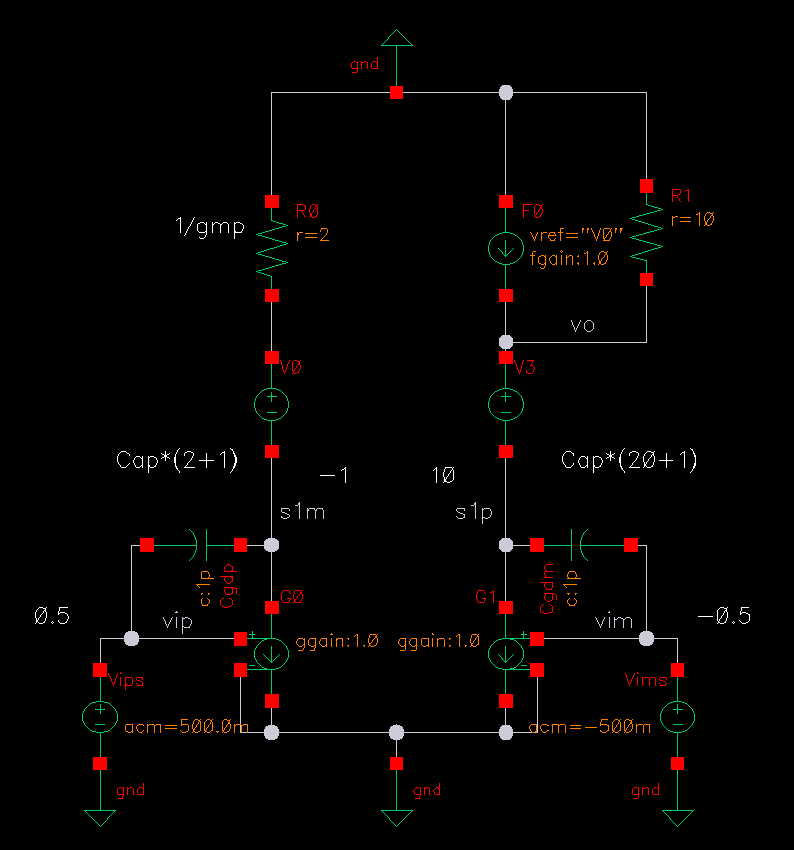 gnd
R0
1/gmp
r=2
F0
vref="V0"
fgain:1.0
R1
r=10
vo
V0
V3
Cap*(2+1)
-1
10
Cap*(20+1)
s1m
s1p
c:1p
Cgdp
Cgdm
c:1p
G0
G1
0.5
vip
vim
-0.5
+
ggain:1.0
ggain:1.0
+
-
-
Vips
Vims
acm=500.0m
acm=-500m
gnd
gnd
gnd